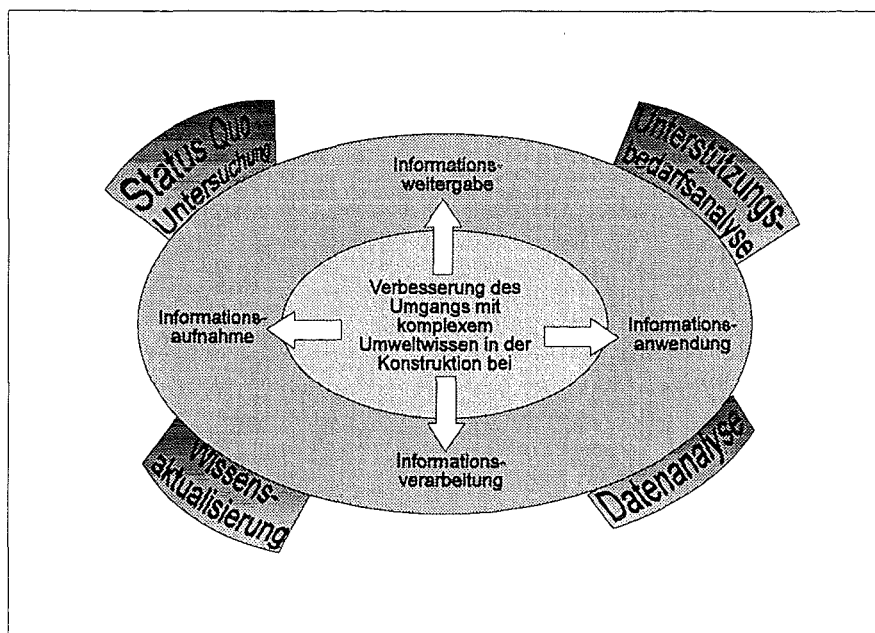 Status Quo
Untersuchung
Unterstützungs-
bedarfsanalyse
Informations-
weitergabe
Verbesserung des
Umgangs mit
komplexem
Umweltwissen in der
Konstruktion bei
Informations-
aufnahme
Informations-
anwendung
Informations-
verarbeitung
Wissens-
aktualisierung
Datenanalyse